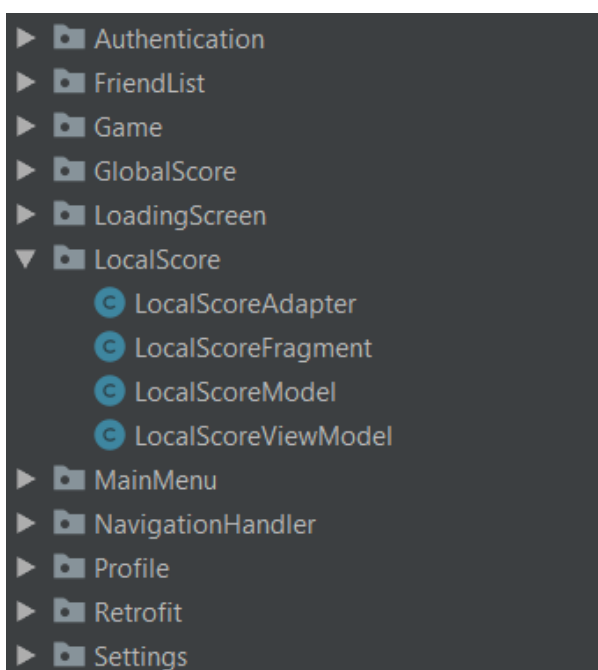 Authentication
FriendList
Game
GlobalScore
LoadingScreen
LocalScore
C LocalScoreAdapter
C LocalScoreFragment
C LocalScoreModel
C LocalScoreViewModel
MainMenu
NavigationHandler
Profile
Retrofit
Settings